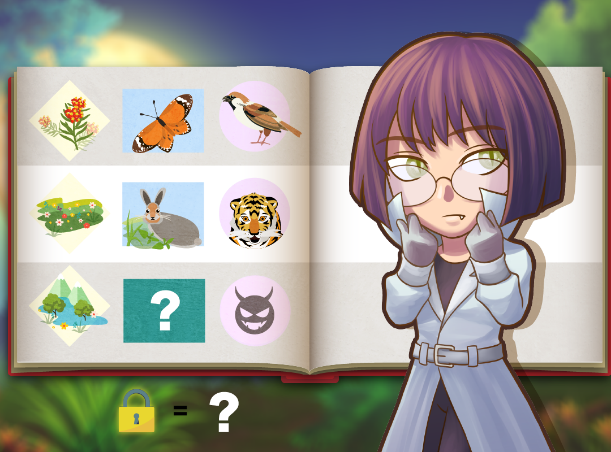 ?
= ?